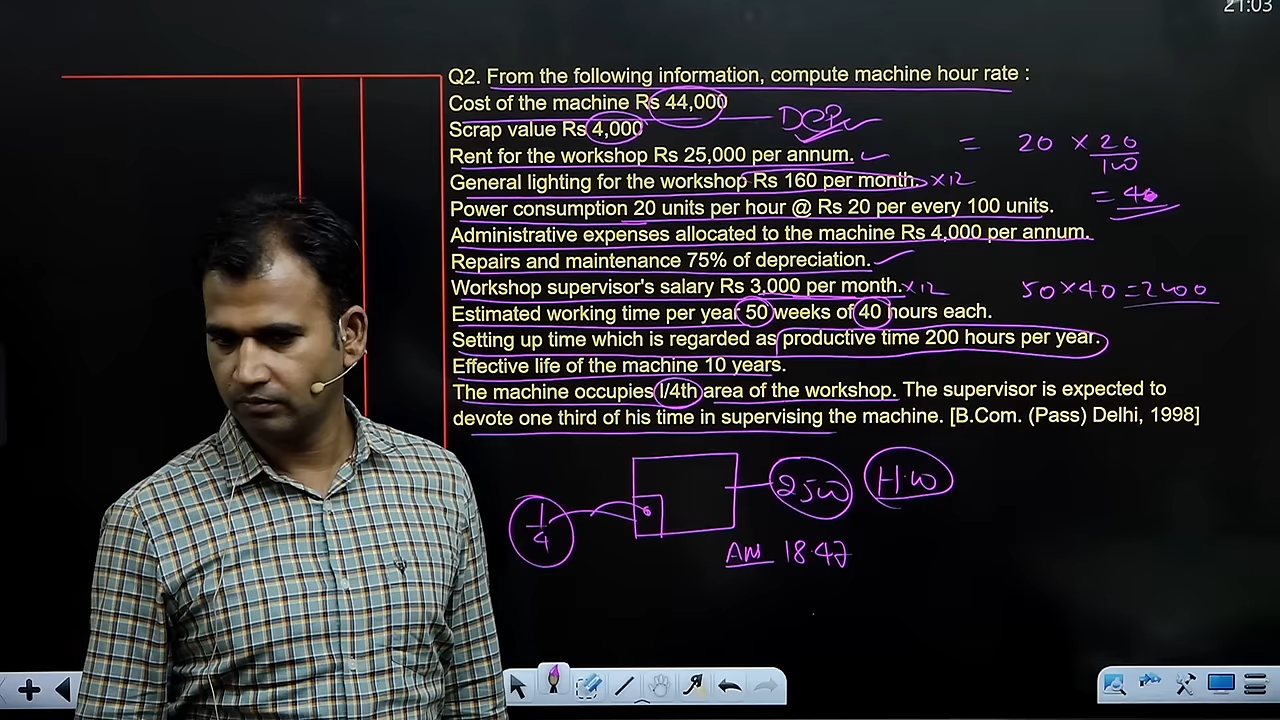 21:03
Q2. From the following information, compute machine hour rate :
Cost of the machine Rs 44,000
Scrap value Rs 4,000
Depr
Rent for the workshop Rs 25,000 per annum.
= 20 × 20/100
General lighting for the workshop Rs 160 per month. ×12
= 40
Power consumption 20 units per hour @ Rs 20 per every 100 units.
Administrative expenses allocated to the machine Rs 4,000 per annum.
Repairs and maintenance 75% of depreciation.
Workshop supervisor's salary Rs 3,000 per month. ×12
50×40 = 2000
Estimated working time per year 50 weeks of 40 hours each.
Setting up time which is regarded as productive time 200 hours per year.
Effective life of the machine 10 years.
The machine occupies l/4th area of the workshop. The supervisor is expected to
devote one third of his time in supervising the machine. [B.Com. (Pass) Delhi, 1998]
1/4
2500
H.W
Ans 18.47